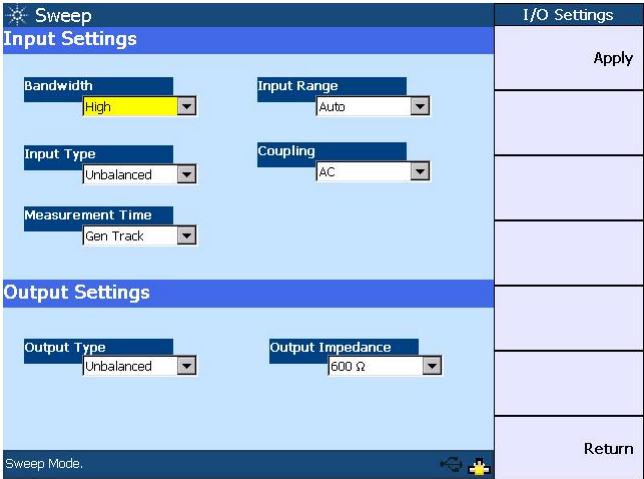 Sweep
I/O Settings
Input Settings
Apply
Bandwidth
High
Input Range
Auto
Input Type
Unbalanced
Coupling
AC
Measurement Time
Gen Track
Output Settings
Output Type
Unbalanced
Output Impedance
600 Ω
Return
Sweep Mode.